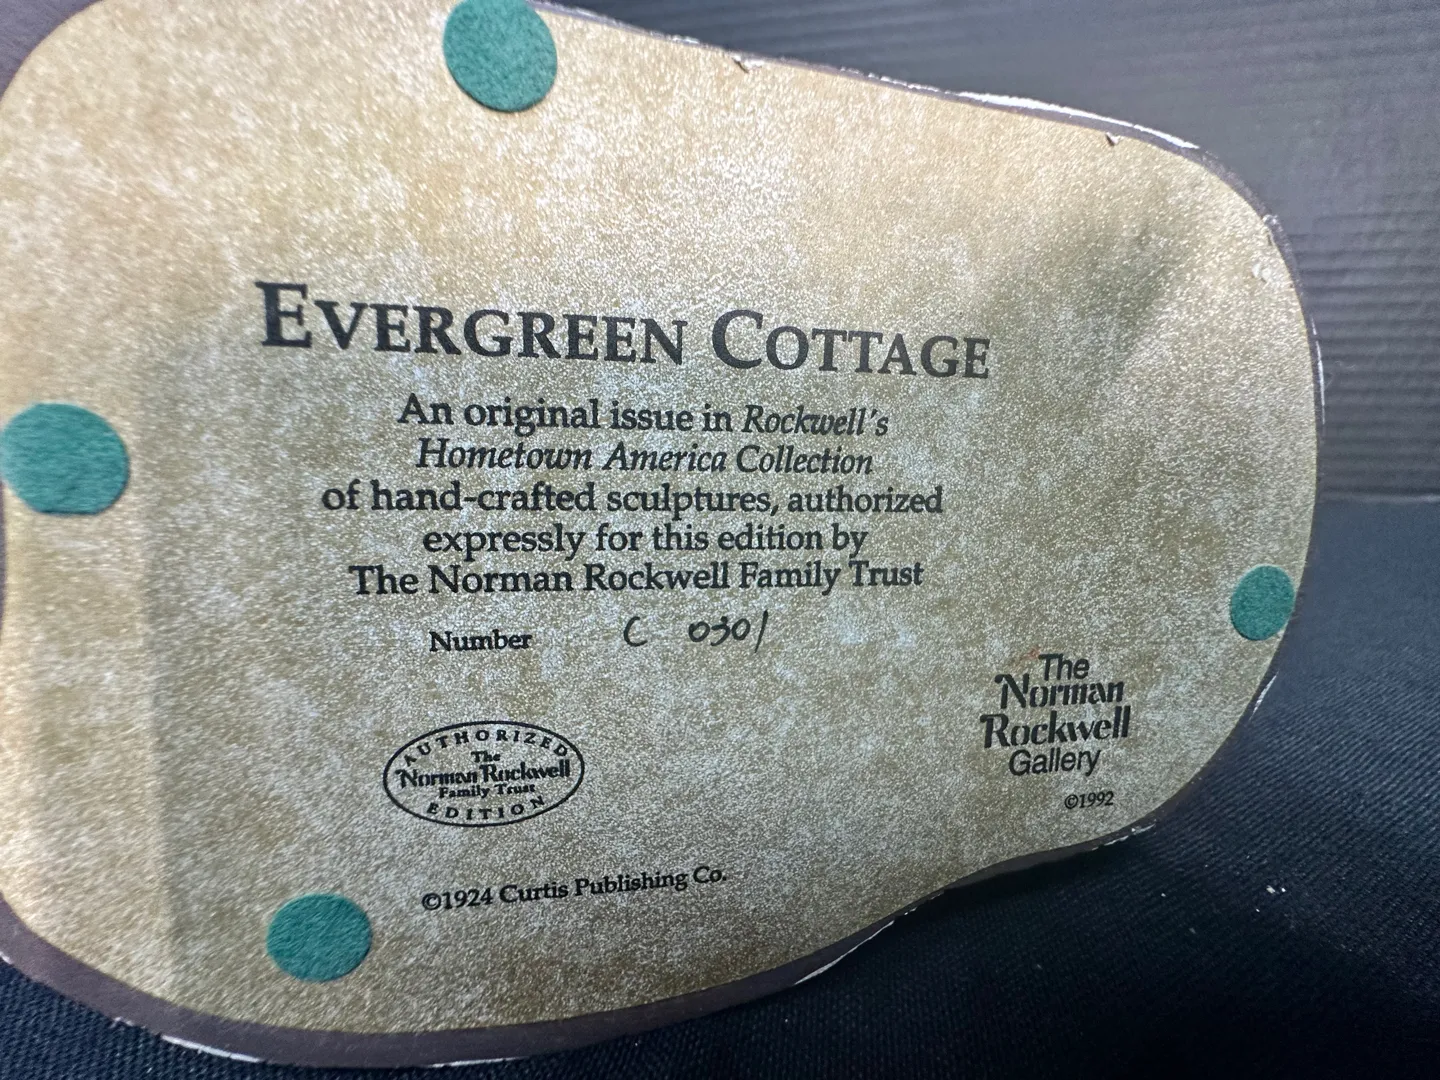 EVERGREEN COTTAGE
An original issue in Rockwell's
Hometown America Collection
of hand-crafted sculptures, authorized
expressly for this edition by
The Norman Rockwell Family Trust
Number C 0301
AUTHORIZED
The
Norman Rockwell
Family Trust
EDITION
The
Norman
Rockwell
Gallery
©1992
©1924 Curtis Publishing Co.